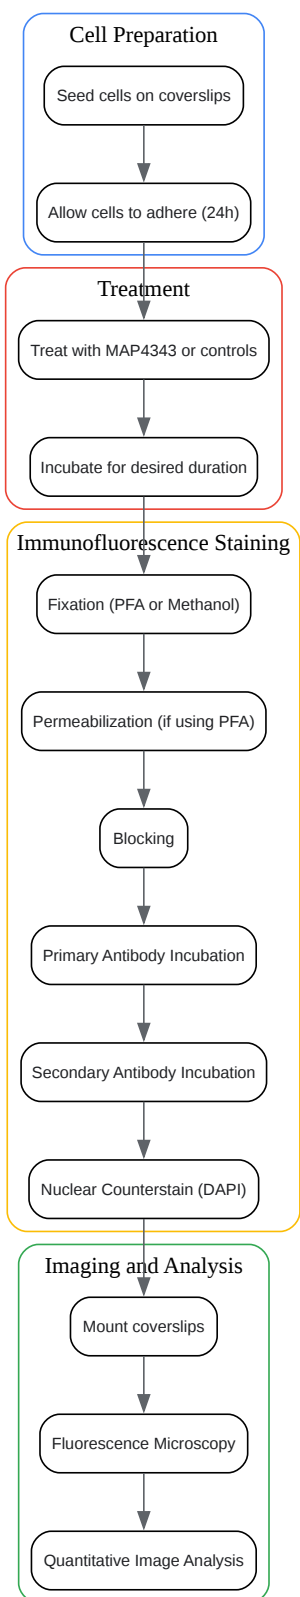 Cell Preparation
Seed cells on coverslips
Allow cells to adhere (24h)
Treatment
Treat with MAP4343 or controls
Incubate for desired duration
Immunofluorescence Staining
Fixation (PFA or Methanol)
Permeabilization (if using PFA)
Blocking
Primary Antibody Incubation
Secondary Antibody Incubation
Nuclear Counterstain (DAPI)
Imaging and Analysis
Mount coverslips
Fluorescence Microscopy
Quantitative Image Analysis